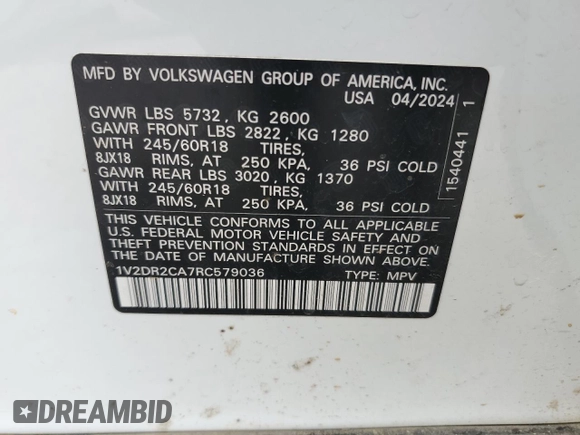 MFD BY VOLKSWAGEN GROUP OF AMERICA, INC.
USA 04/2024
GVWR LBS 5732, KG 2600
GAWR FRONT LBS 2822, KG 1280
WITH 245/60R18 TIRES,
8JX18 RIMS, AT 250 KPA, 36 PSI COLD
GAWR REAR LBS 3020, KG 1370
WITH 245/60R18 TIRES,
8JX18 RIMS, AT 250 KPA, 36 PSI COLD
THIS VEHICLE CONFORMS TO ALL APPLICABLE
U.S. FEDERAL MOTOR VEHICLE SAFETY AND
THEFT PREVENTION STANDARDS IN EFFECT ON
THE DATE OF MANUFACTURE SHOWN ABOVE.
1V2DR2CA7RC579036 TYPE: MPV
1540441 1
DREAMBID